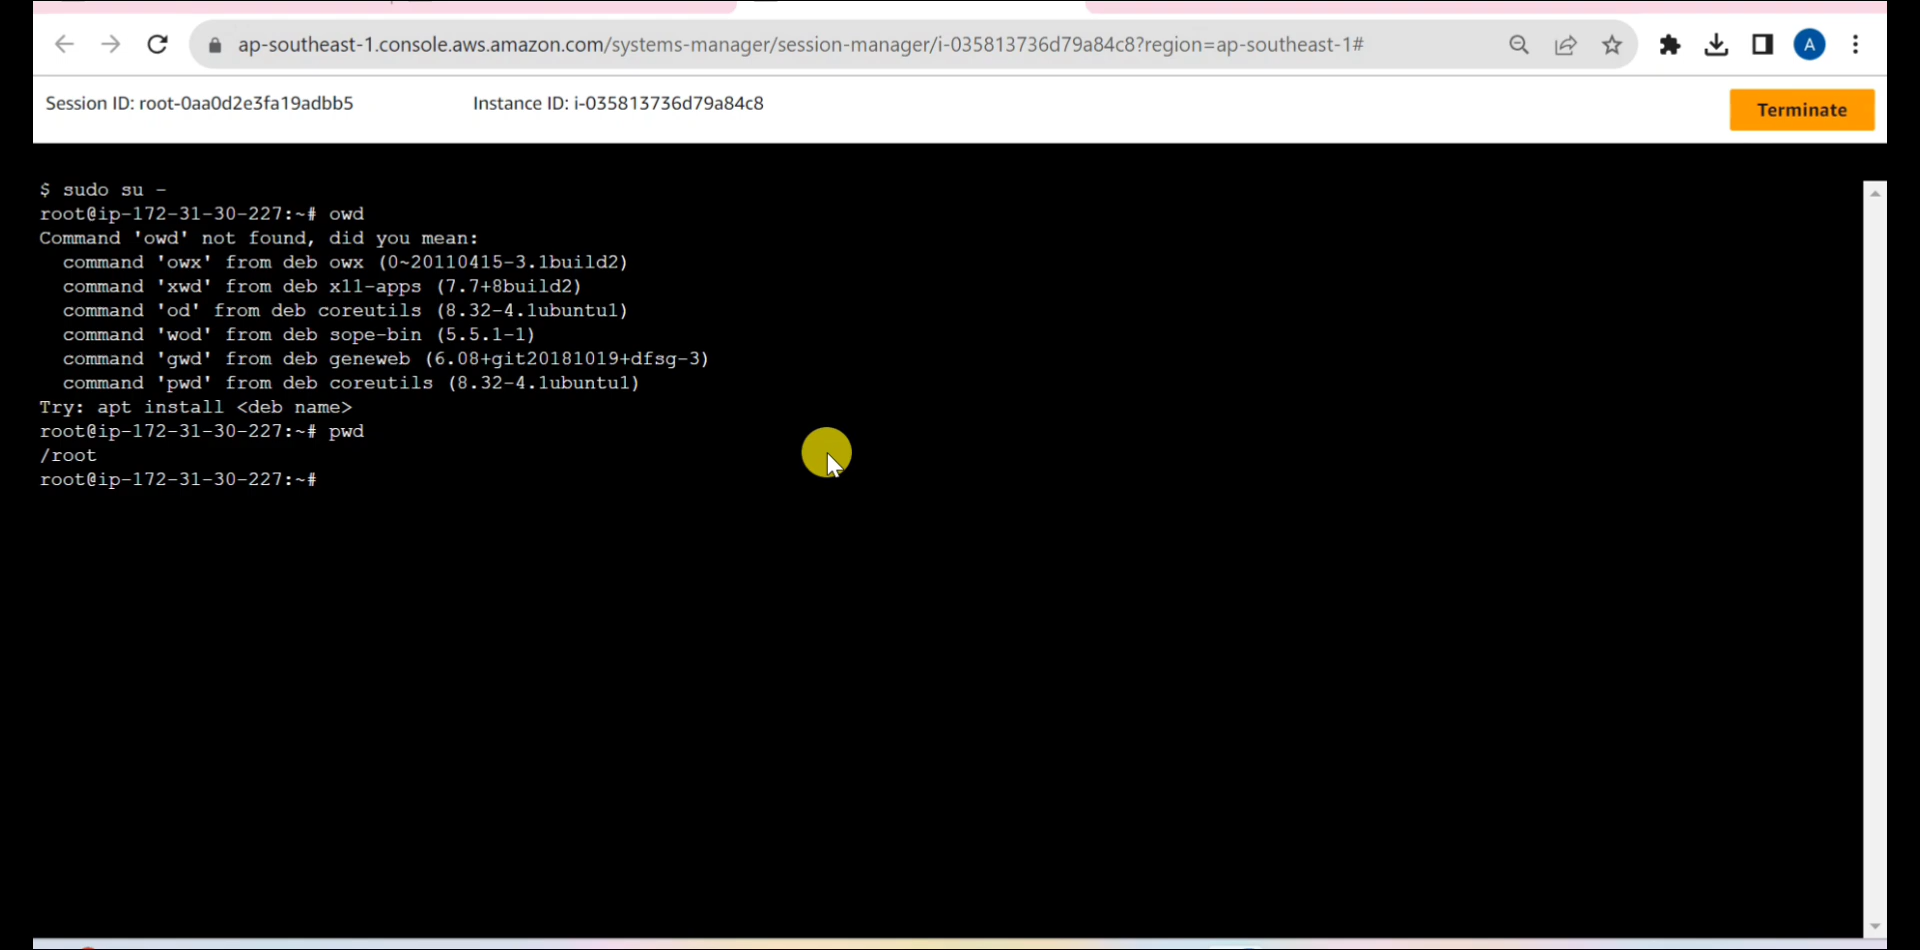 ap-southeast-1.console.aws.amazon.com/systems-manager/session-manager/i-035813736d79a84c8?region=ap-southeast-1#
A
Session ID: root-0aa0d2e3fa19adbb5 Instance ID: i-035813736d79a84c8
Terminate
$ sudo su -
root@ip-172-31-30-227:~# owd
Command 'owd' not found, did you mean:
  command 'owx' from deb owx (0~20110415-3.1build2)
  command 'xwd' from deb x11-apps (7.7+8build2)
  command 'od' from deb coreutils (8.32-4.1ubuntu1)
  command 'wod' from deb sope-bin (5.5.1-1)
  command 'gwd' from deb geneweb (6.08+git20181019+dfsg-3)
  command 'pwd' from deb coreutils (8.32-4.1ubuntu1)
Try: apt install <deb name>
root@ip-172-31-30-227:~# pwd
/root
root@ip-172-31-30-227:~#